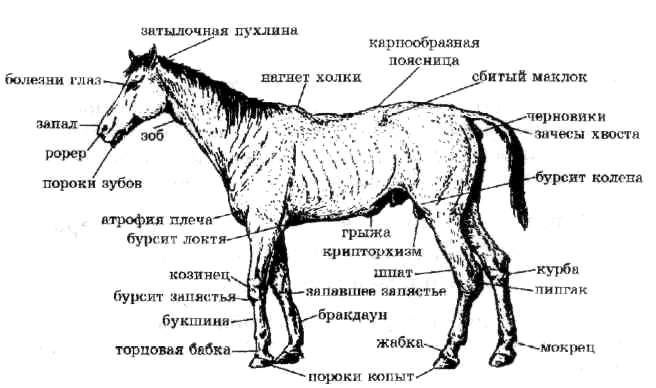 затылочная пухлина
карпообразная
поясница
болезни глаз
нагнет холки
сбитый маклок
запал
черновики
зачесы хвоста
зоб
рорер
пороки зубов
бурсит колена
атрофия плеча
бурсит локтя
грыжа
крипторхизм
козинец
шпат
курба
бурсит запястья
запавшее запястье
пипгак
букшина
бракдаун
торцовая бабка
жабка
мокрец
пороки копыт